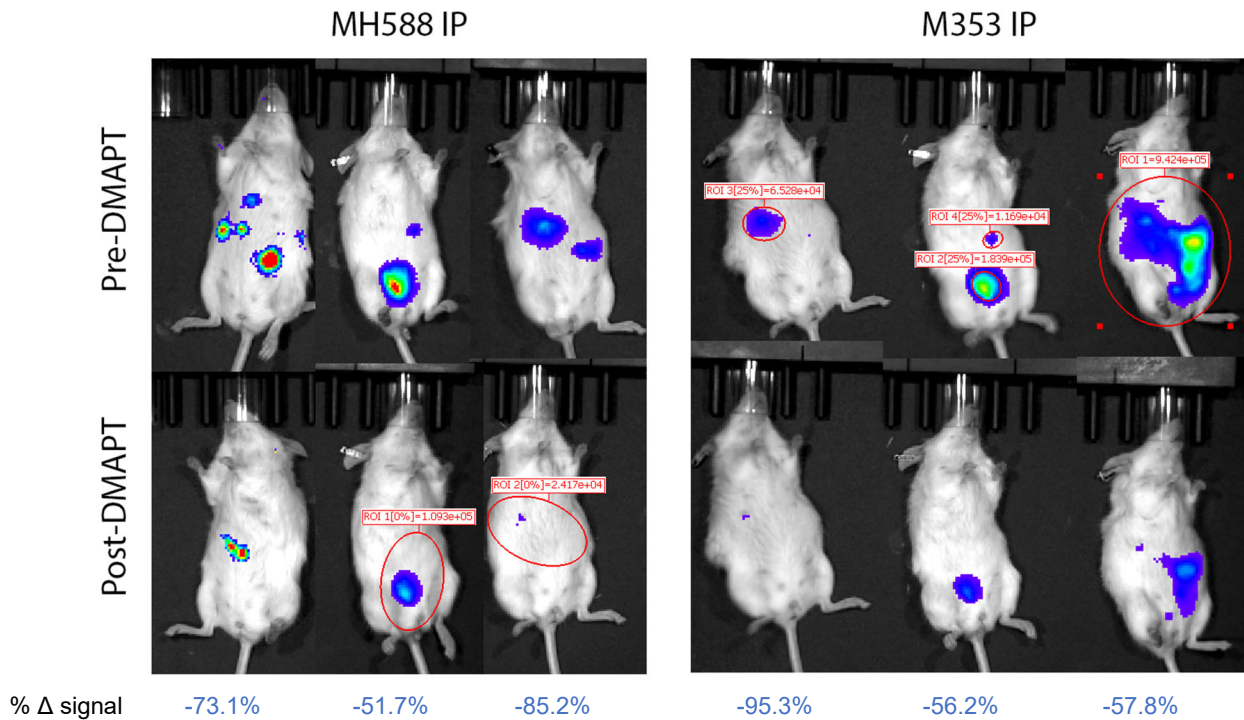 MH588 IP
M353 IP
Pre-DMAPT
ROI 3[25%]=6.528e+04
ROI 4[25%]=1.169e+04
ROI 2[25%]=1.839e+05
ROI 1=9.424e+05
Post-DMAPT
ROI 1[0%]=1.093e+05
ROI 2[0%]=2.417e+04
% Δ signal -73.1% -51.7% -85.2% -95.3% -56.2% -57.8%